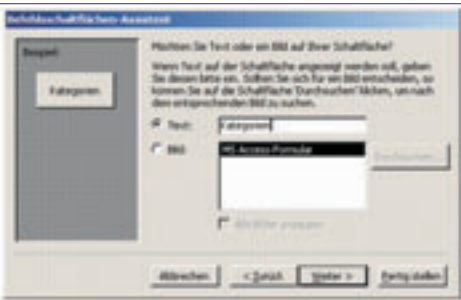 Befehlsschaltflächen-Assistent
Beispiel:
Kategorien
Möchten Sie Text oder ein Bild auf Ihrer Schaltfläche?
Wenn Text auf der Schaltfläche angezeigt werden soll, geben
Sie diesen bitte ein. Sollten Sie sich für ein Bild entscheiden, so
können Sie auf die Schaltfläche 'Durchsuchen' klicken, um nach
dem entsprechenden Bild zu suchen.
Text: Kategorien
Bild: MS Access-Formular
Durchsuchen...
Alle Bilder anzeigen
Abbrechen < Zurück Weiter > Fertig stellen